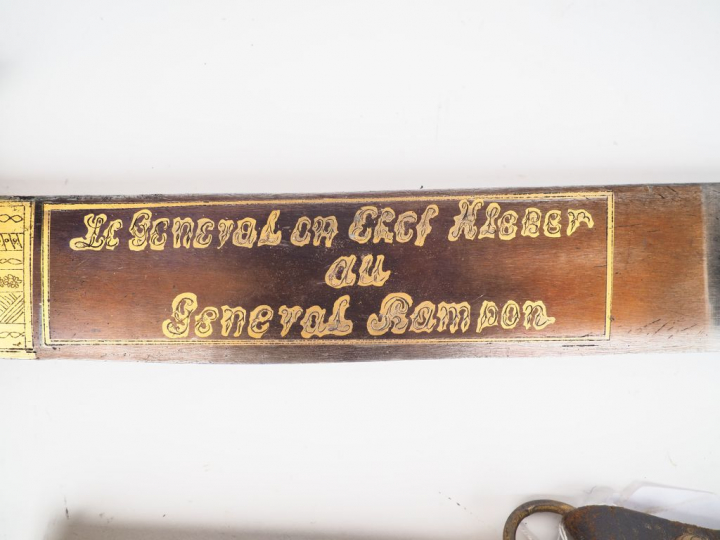 Le General en Chef Kleber
au
General Rampon